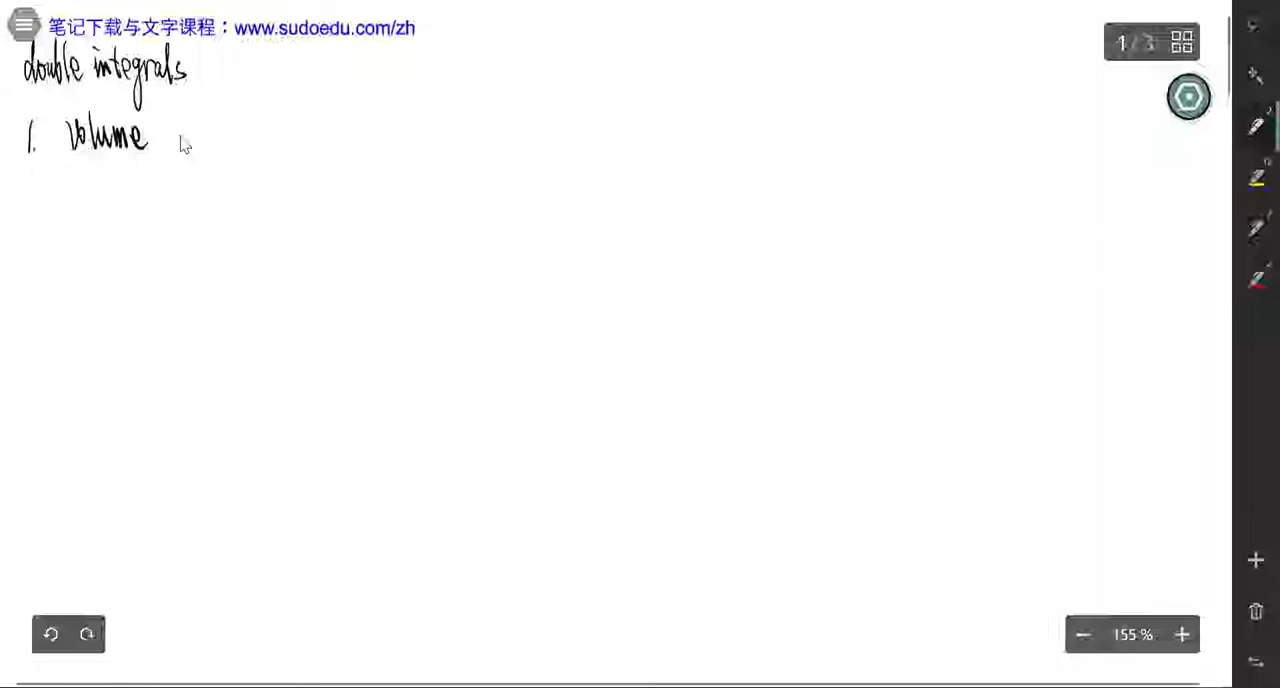 笔记下载与文字课程：www.sudoedu.com/zh
1 / 3
double integrals
1. volume
155 %